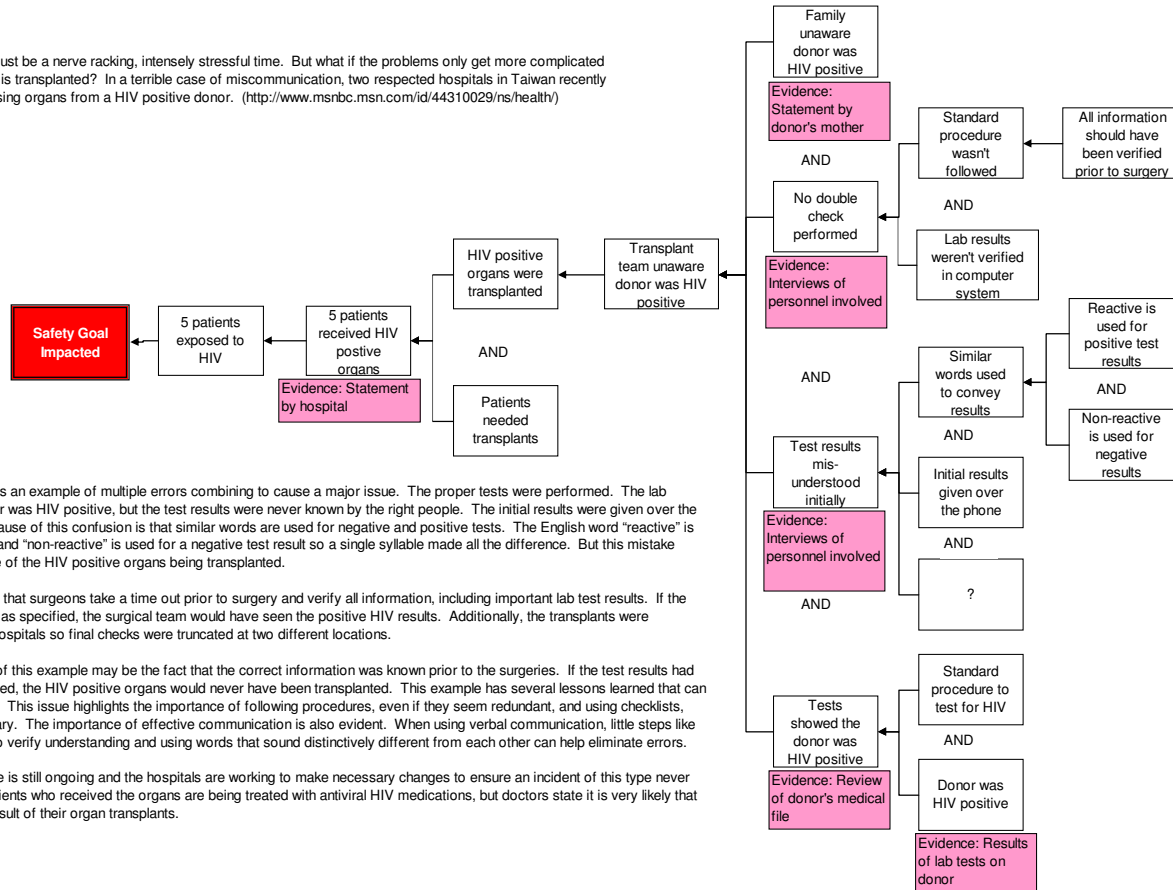 ust be a nerve racking, intensely stressful time. But what if the problems only get more complicated
is transplanted? In a terrible case of miscommunication, two respected hospitals in Taiwan recently
sing organs from a HIV positive donor. (http://www.msnbc.msn.com/id/44310029/ns/health/)
Safety Goal
Impacted
5 patients
exposed to
HIV
5 patients
received HIV
postive
organs
Evidence: Statement
by hospital
HIV positive
organs were
transplanted
AND
Patients
needed
transplants
Transplant
team unaware
donor was HIV
positive
Family
unaware
donor was
HIV positive
Evidence:
Statement by
donor's mother
AND
No double
check
performed
Evidence:
Interviews of
personnel involved
AND
Test results
mis-
understood
initially
Evidence:
Interviews of
personnel involved
AND
Tests
showed the
donor was
HIV positive
Evidence: Review
of donor's medical
file
Standard
procedure
wasn't
followed
AND
Lab results
weren't verified
in computer
system
All information
should have
been verified
prior to surgery
Similar
words used
to convey
results
AND
Initial results
given over
the phone
AND
?
Reactive is
used for
positive test
results
AND
Non-reactive
is used for
negative
results
Standard
procedure to
test for HIV
AND
Donor was
HIV positive
Evidence: Results
of lab tests on
donor
s an example of multiple errors combining to cause a major issue. The proper tests were performed. The lab
r was HIV positive, but the test results were never known by the right people. The initial results were given over the
ause of this confusion is that similar words are used for negative and positive tests. The English word “reactive” is
and “non-reactive” is used for a negative test result so a single syllable made all the difference. But this mistake
e of the HIV positive organs being transplanted.
that surgeons take a time out prior to surgery and verify all information, including important lab test results. If the
as specified, the surgical team would have seen the positive HIV results. Additionally, the transplants were
ospitals so final checks were truncated at two different locations.
of this example may be the fact that the correct information was known prior to the surgeries. If the test results had
ed, the HIV positive organs would never have been transplanted. This example has several lessons learned that can
This issue highlights the importance of following procedures, even if they seem redundant, and using checklists,
ary. The importance of effective communication is also evident. When using verbal communication, little steps like
o verify understanding and using words that sound distinctively different from each other can help eliminate errors.
e is still ongoing and the hospitals are working to make necessary changes to ensure an incident of this type never
ients who received the organs are being treated with antiviral HIV medications, but doctors state it is very likely that
sult of their organ transplants.